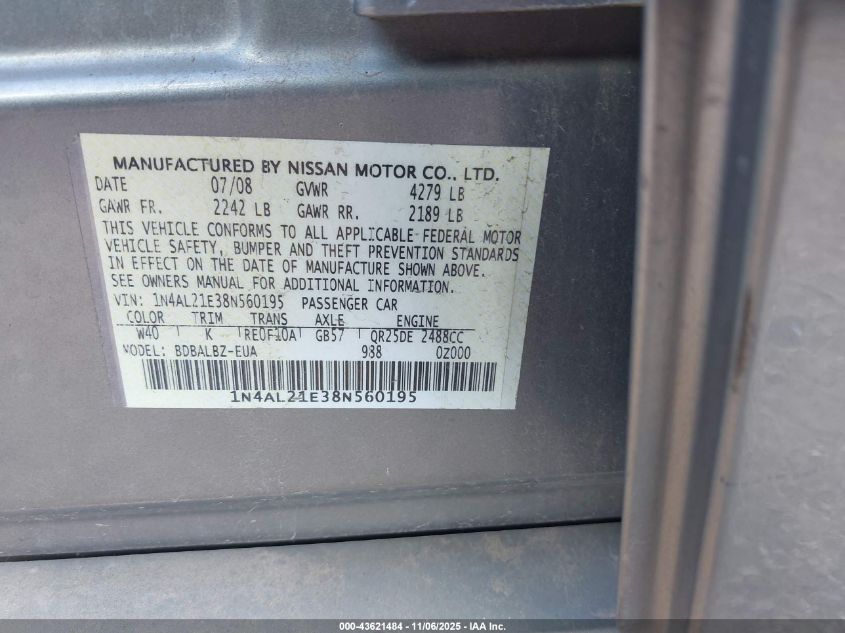 MANUFACTURED BY NISSAN MOTOR CO., LTD.
DATE 07/08 GVWR 4279 LB
GAWR FR. 2242 LB GAWR RR. 2189 LB
THIS VEHICLE CONFORMS TO ALL APPLICABLE FEDERAL MOTOR
VEHICLE SAFETY, BUMPER AND THEFT PREVENTION STANDARDS
IN EFFECT ON THE DATE OF MANUFACTURE SHOWN ABOVE.
SEE OWNERS MANUAL FOR ADDITIONAL INFORMATION.
VIN: 1N4AL21E38N560195 PASSENGER CAR
COLOR TRIM TRANS AXLE ENGINE
W40 K RE0F10A GB57 QR25DE 2488CC
MODEL: BDBALBZ-EUA 988 0Z000
1N4AL21E38N560195
000-43621484 - 11/06/2025 - IAA Inc.